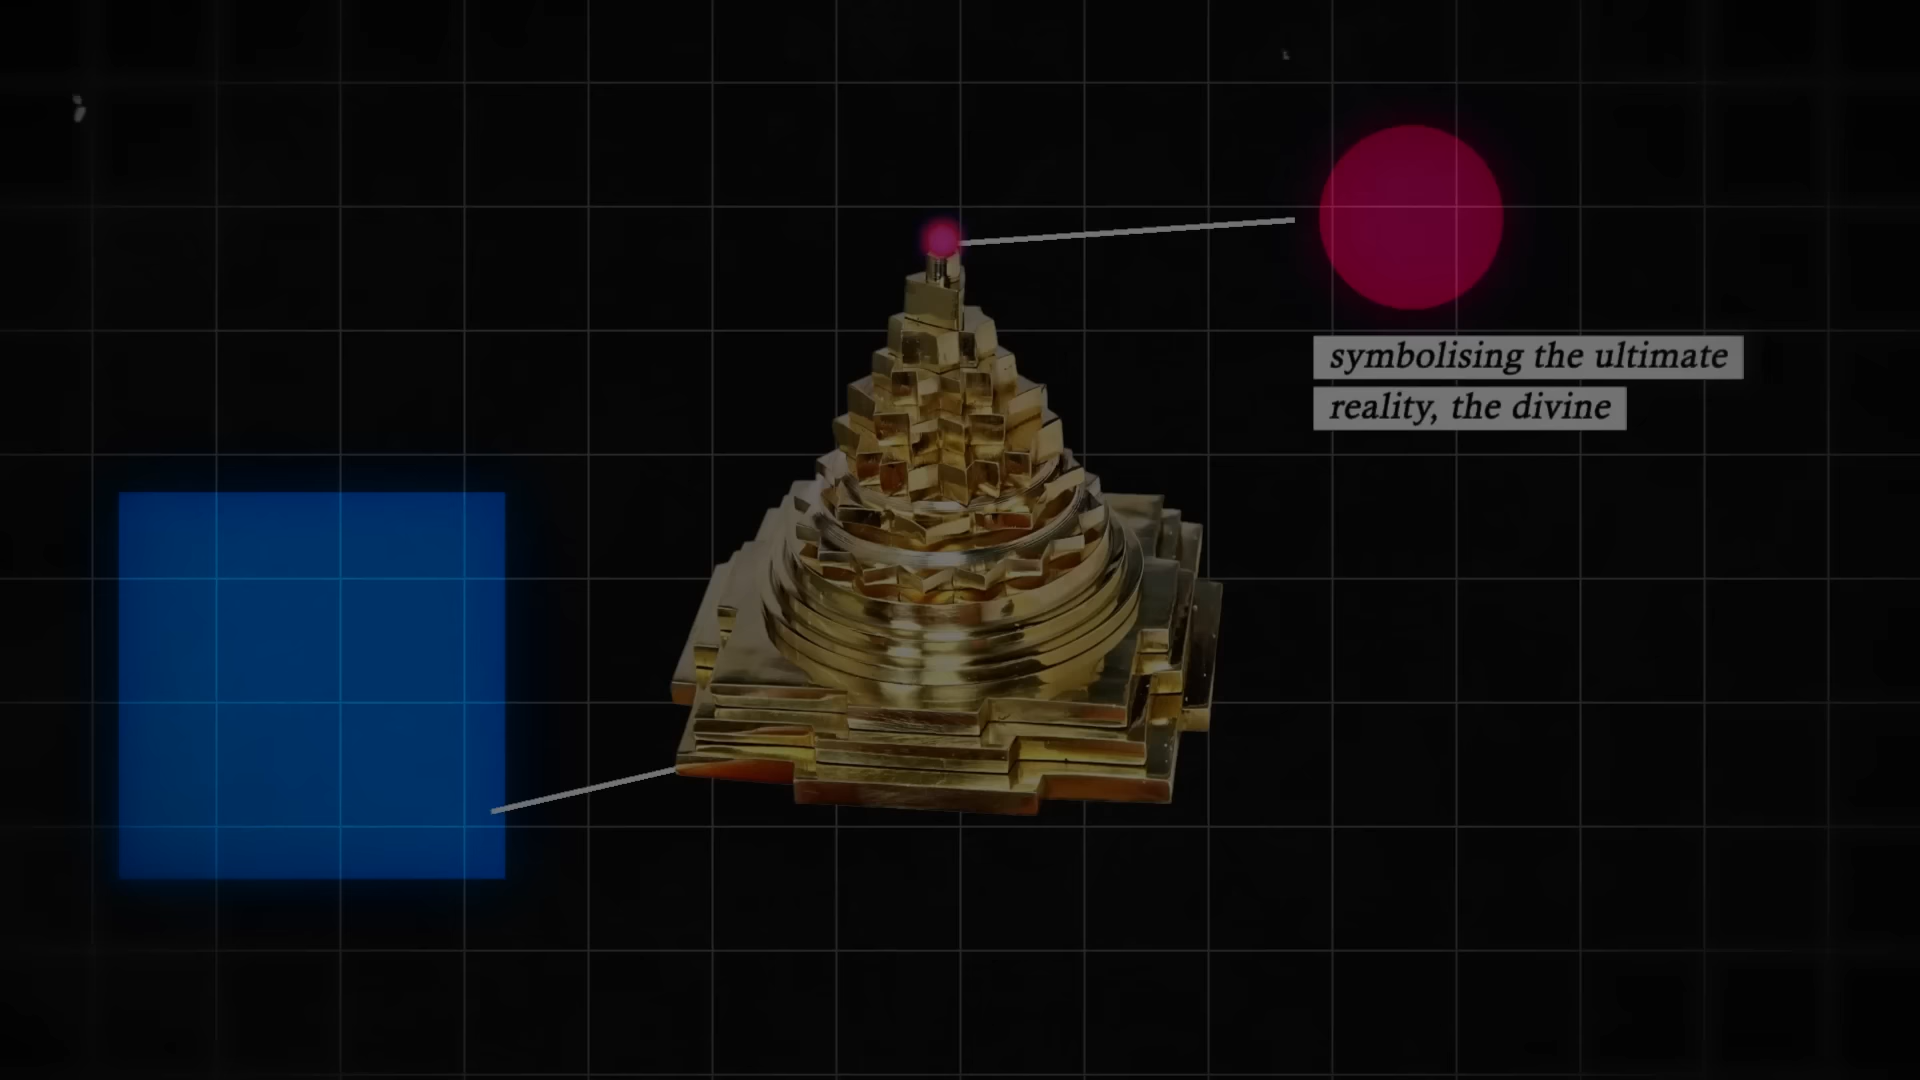 symbolising the ultimate
reality, the divine